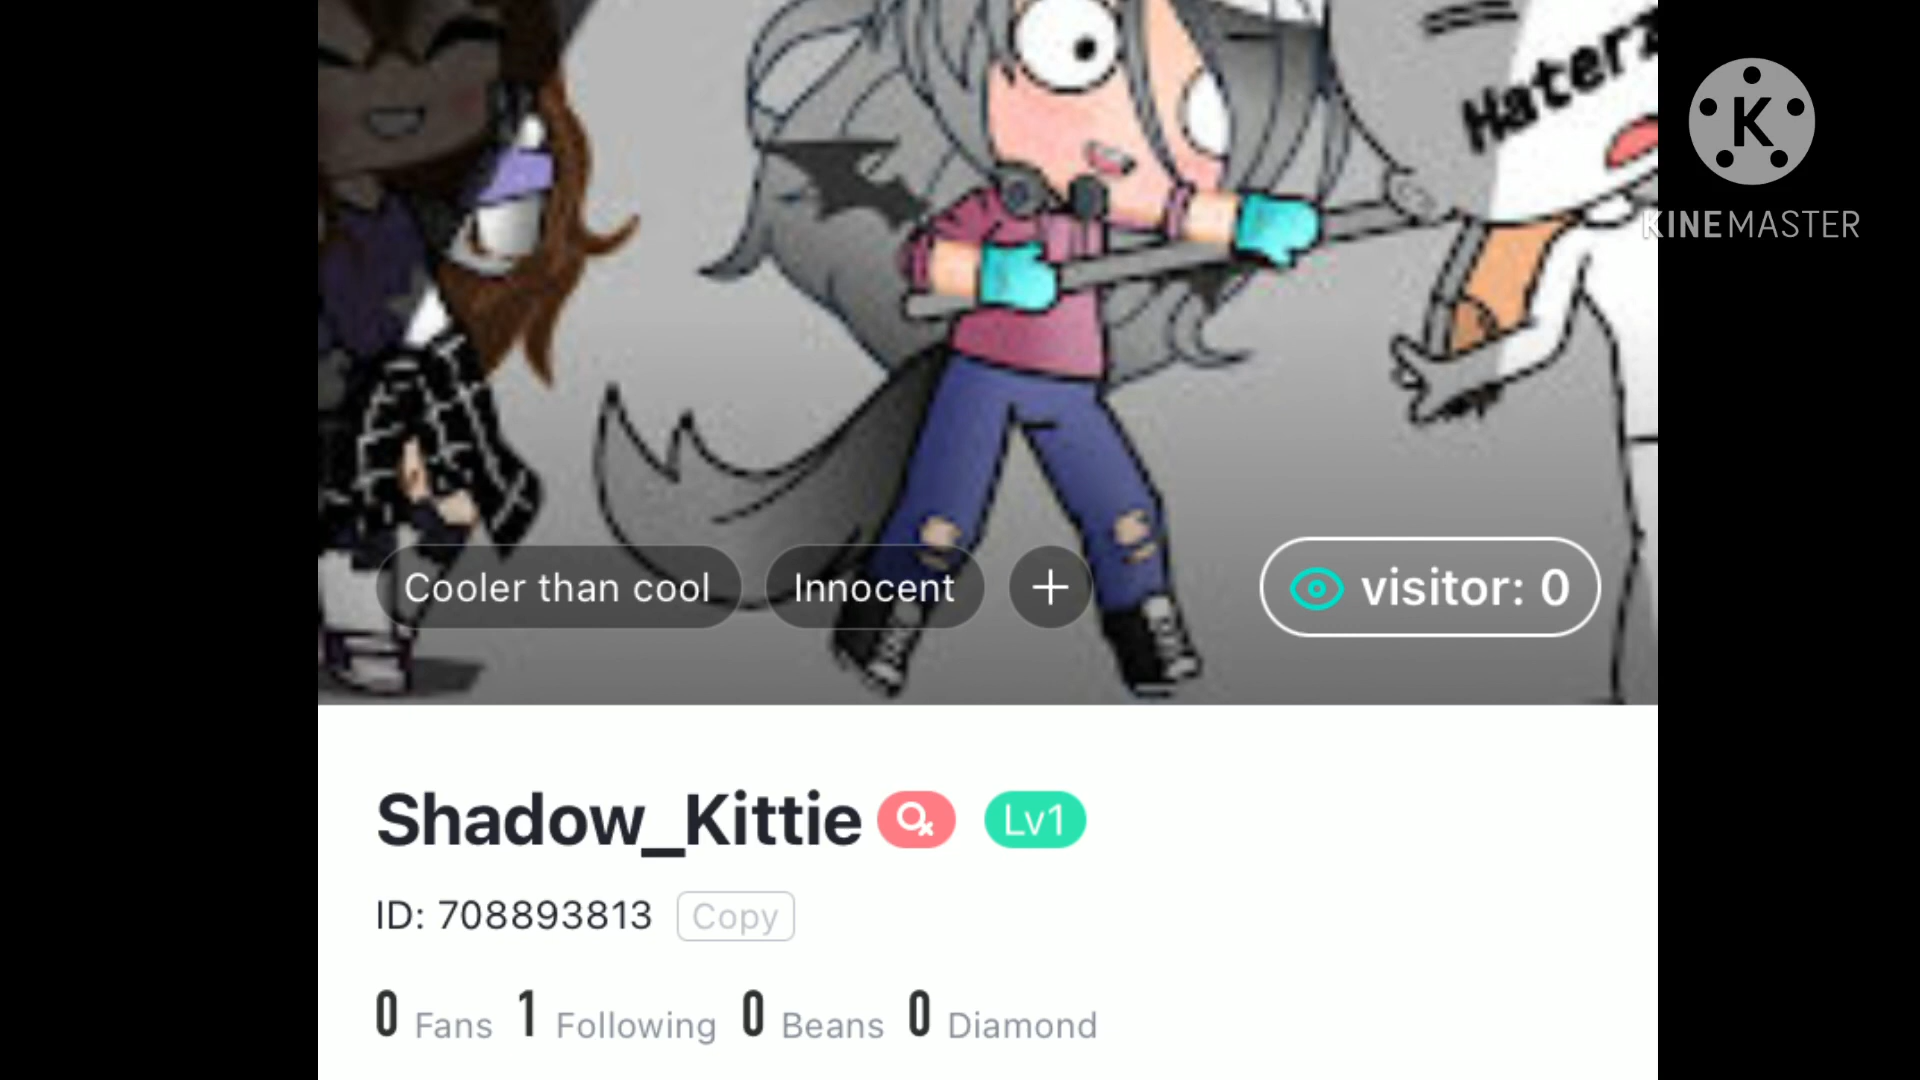 Haterz
KINEMASTER
Cooler than cool
Innocent
+
visitor: 0
Shadow_Kittie
Lv1
ID: 708893813
Copy
0 Fans 1 Following 0 Beans 0 Diamond